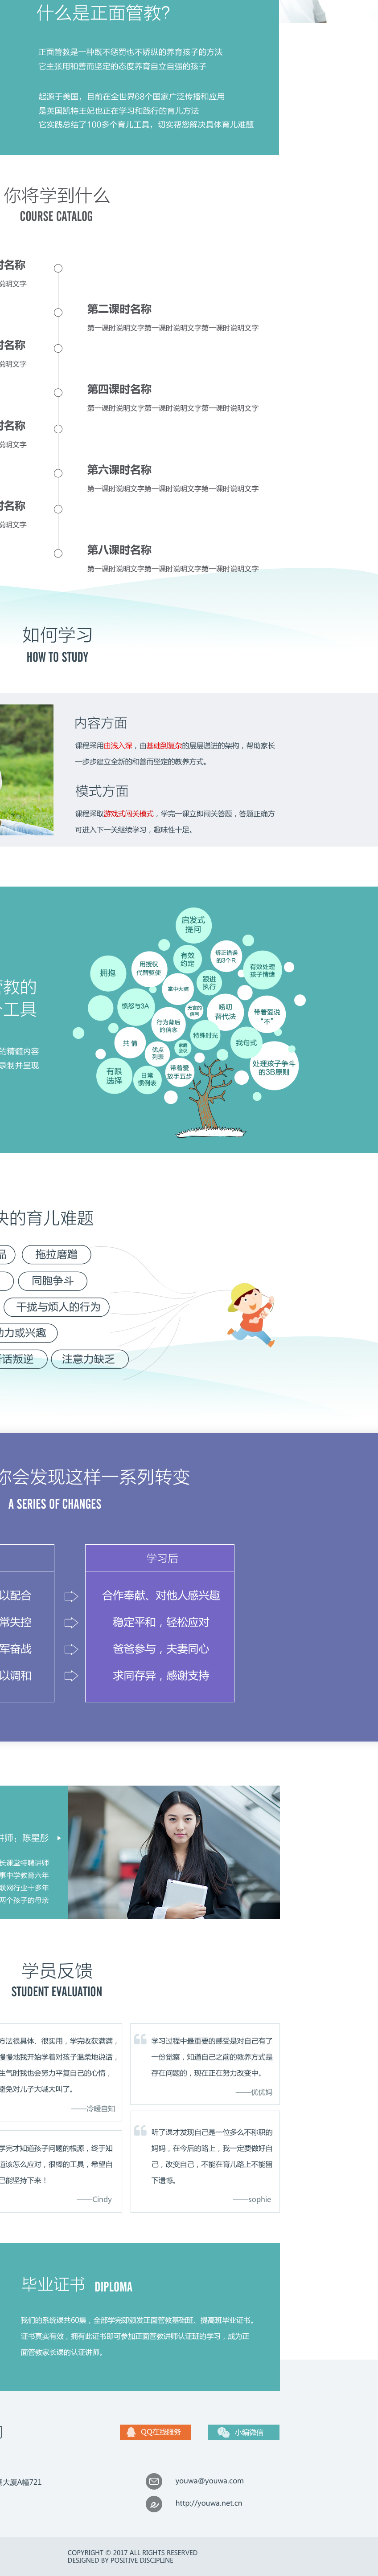 什么是正面管教?
正面管教是一种既不惩罚也不娇纵的养育孩子的方法
它主张用和善而坚定的态度养育自立自强的孩子
起源于美国，目前在全世界68个国家广泛传播和应用
是英国凯特王妃也正在学习和践行的育儿方法
它实践总结了100多个育儿工具，切实帮您解决具体育儿难题
你将学到什么
COURSE CATALOG
时名称
说明文字
第二课时名称
第一课时说明文字第一课时说明文字第一课时说明文字
时名称
说明文字
第四课时名称
第一课时说明文字第一课时说明文字第一课时说明文字
时名称
说明文字
第六课时名称
第一课时说明文字第一课时说明文字第一课时说明文字
时名称
说明文字
第八课时名称
第一课时说明文字第一课时说明文字第一课时说明文字
如何学习
HOW TO STUDY
内容方面
课程采用由浅入深，由基础到复杂的层层递进的架构，帮助家长
一步步建立全新的和善而坚定的教养方式。
模式方面
课程采取游戏式闯关模式，学完一课立即闯关答题，答题正确方
可进入下一关继续学习，趣味性十足。
管教的
个工具
的精髓内容
录制并呈现
启发式
提问
有效
约定
矫正错误
的3个R
用授权
代替驱使
拥抱
有效处理
孩子情绪
跟进
执行
掌中大脑
愤怒与3A
无言的
信号
唠叨
替代法
带着爱说
“不”
行为背后
的信念
特殊时光
共 情
我句式
优点
列表
家庭
会议
处理孩子争斗
的3B原则
有限
选择
日常
惯例表
带着爱
放手五步
决的育儿难题
品
拖拉磨蹭
同胞争斗
干扰与烦人的行为
动力或兴趣
听话叛逆
注意力缺乏
你会发现这样一系列转变
A SERIES OF CHANGES
学习后
以配合
合作奉献、对他人感兴趣
常失控
稳定平和，轻松应对
军奋战
爸爸参与，夫妻同心
以调和
求同存异，感谢支持
讲师：陈星彤
长课堂特聘讲师
事中学教育六年
联网行业十多年
两个孩子的母亲
学员反馈
STUDENT EVALUATION
方法很具体、很实用，学完收获满满，
慢慢地我开始学着对孩子温柔地说话，
生气时我也会努力平复自己的心情，
避免对儿子大喊大叫了。
——冷暖自知
学习过程中最重要的感受是对自己有了
一份觉察，知道自己之前的教养方式是
存在问题的，现在正在努力改变中。
——优优妈
学完才知道孩子问题的根源，终于知
道该怎么应对，很棒的工具，希望自
己能坚持下来！
——Cindy
听了课才发现自己是一位多么不称职的
妈妈，在今后的路上，我一定要做好自
己，改变自己，不能在育儿路上不能留
下遗憾。
——sophie
毕业证书 DIPLOMA
我们的系统课共60集，全部学完即颁发正面管教基础班、提高班毕业证书。
证书真实有效，拥有此证书即可参加正面管教讲师认证班的学习，成为正
面管教家长课的认证讲师。
QQ在线服务
小编微信
大厦A幢721
youwa@youwa.com
http://youwa.net.cn
COPYRIGHT © 2017 ALL RIGHTS RESERVED
DESIGNED BY POSITIVE DISCIPLINE